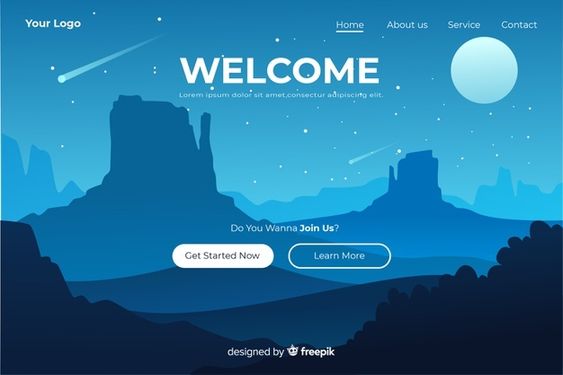 Your Logo
Home About us Service Contact
WELCOME
Lorem ipsum dolor sit amet,consectur adipiscing elit.
Do You Wanna Join Us?
Get Started Now
Learn More
designed by freepik